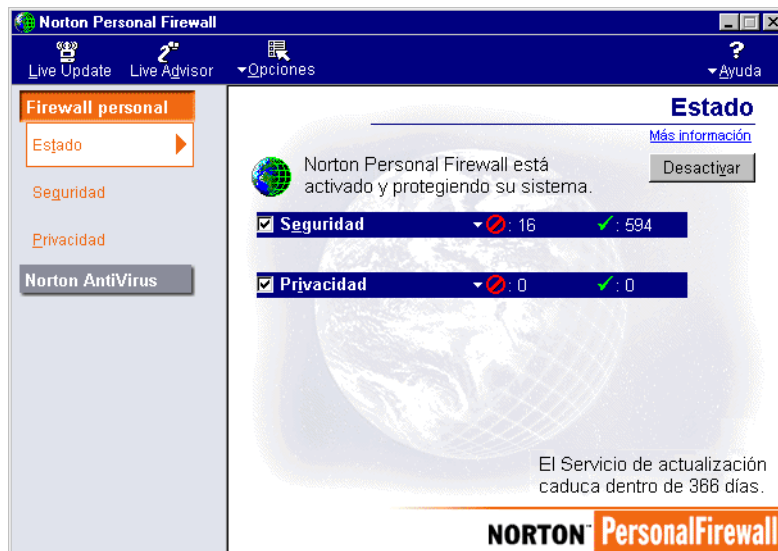 Norton Personal Firewall
Live Update
Live Advisor
Opciones
?
Ayuda
Firewall personal
Estado
Seguridad
Privacidad
Norton AntiVirus
Estado
Más información
Norton Personal Firewall está
activado y protegiendo su sistema.
Desactivar
Seguridad : 16 : 594
Privacidad : 0 : 0
El Servicio de actualización
caduca dentro de 366 días.
NORTON™ PersonalFirewall